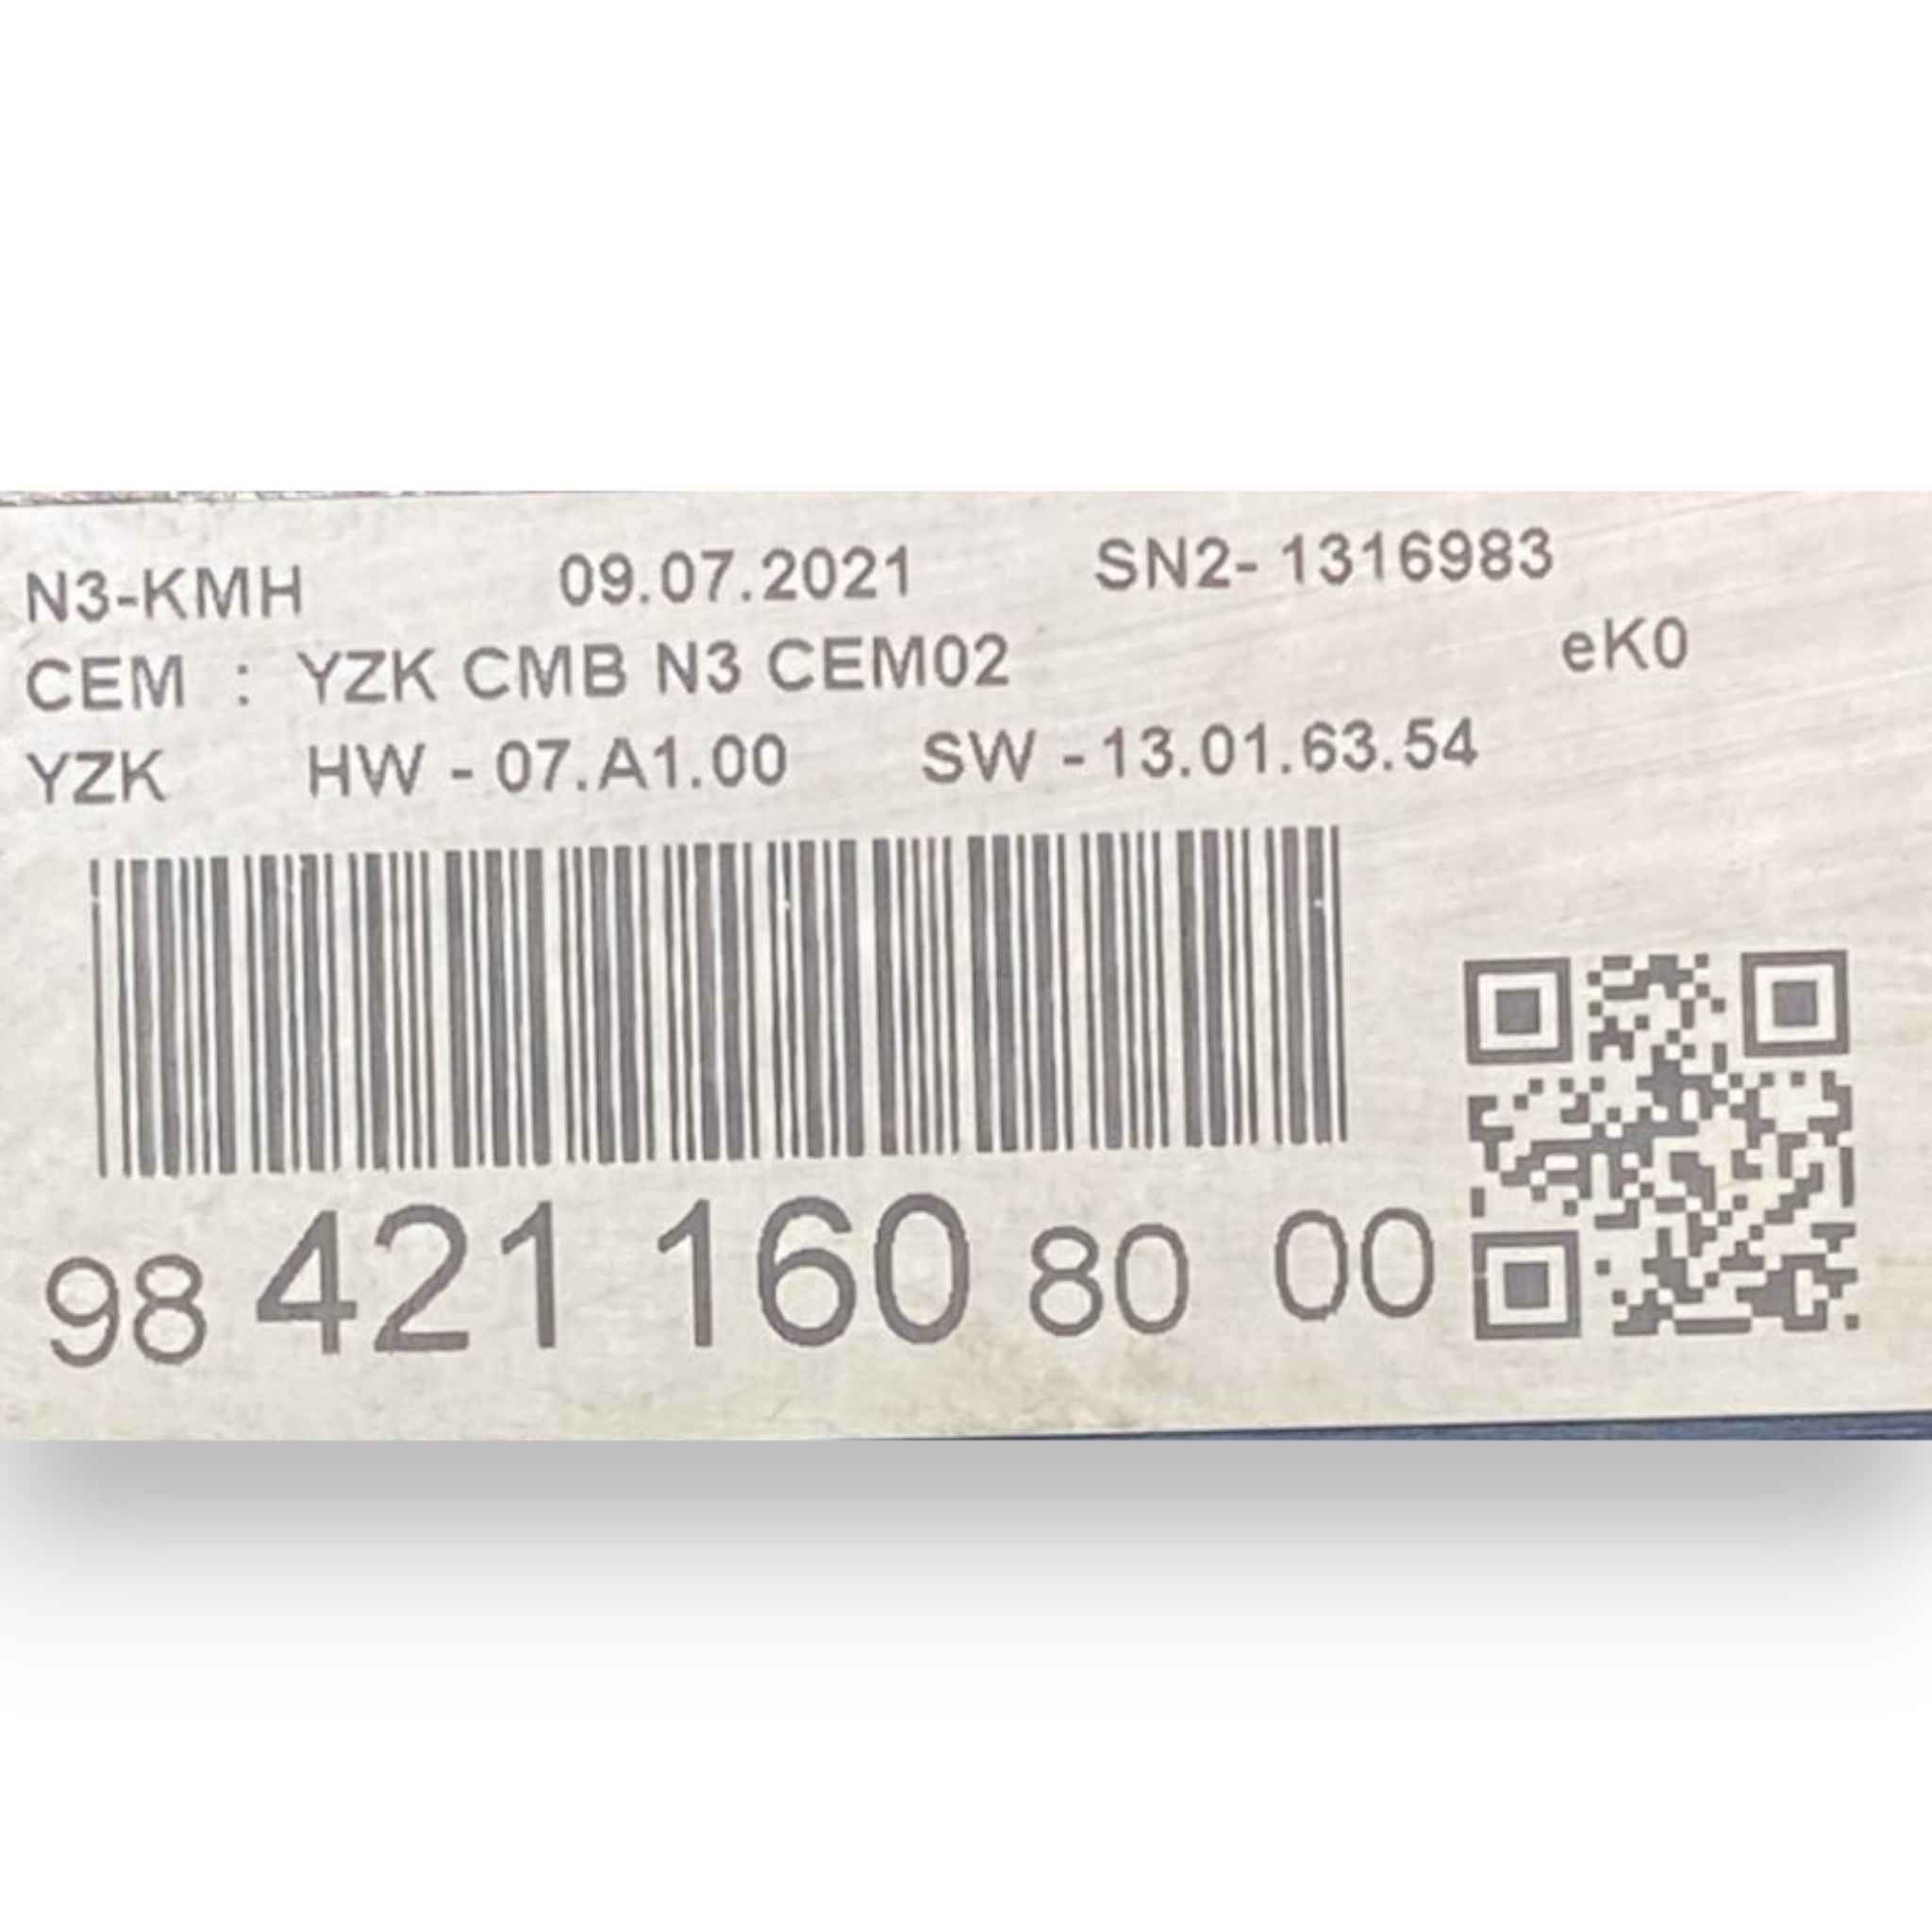 N3-KMH 09.07.2021 SN2- 1316983
CEM : YZK CMB N3 CEM02 eK0
YZK HW - 07.A1.00 SW - 13.01.63.54
98 421 160 80 00